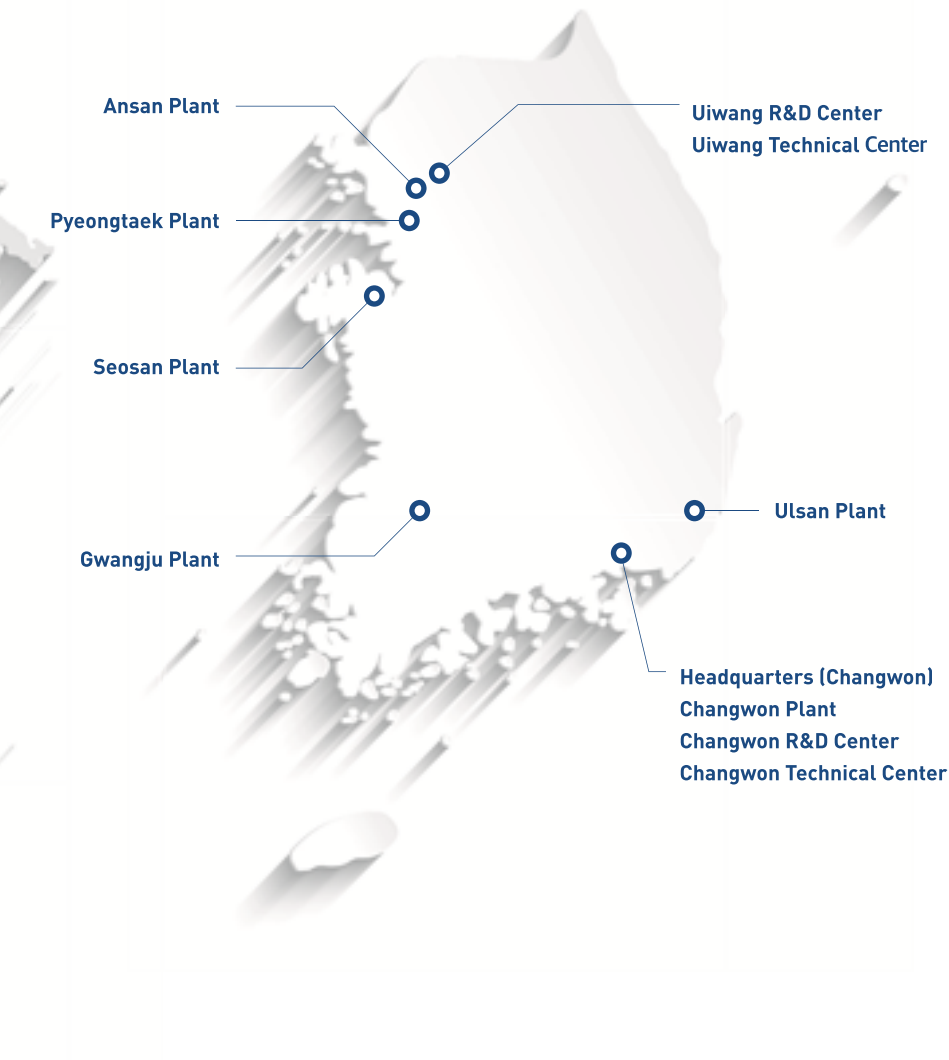 Ansan Plant
Uiwang R&D Center
Uiwang Technical Center
Pyeongtaek Plant
Seosan Plant
Ulsan Plant
Gwangju Plant
Headquarters (Changwon)
Changwon Plant
Changwon R&D Center
Changwon Technical Center